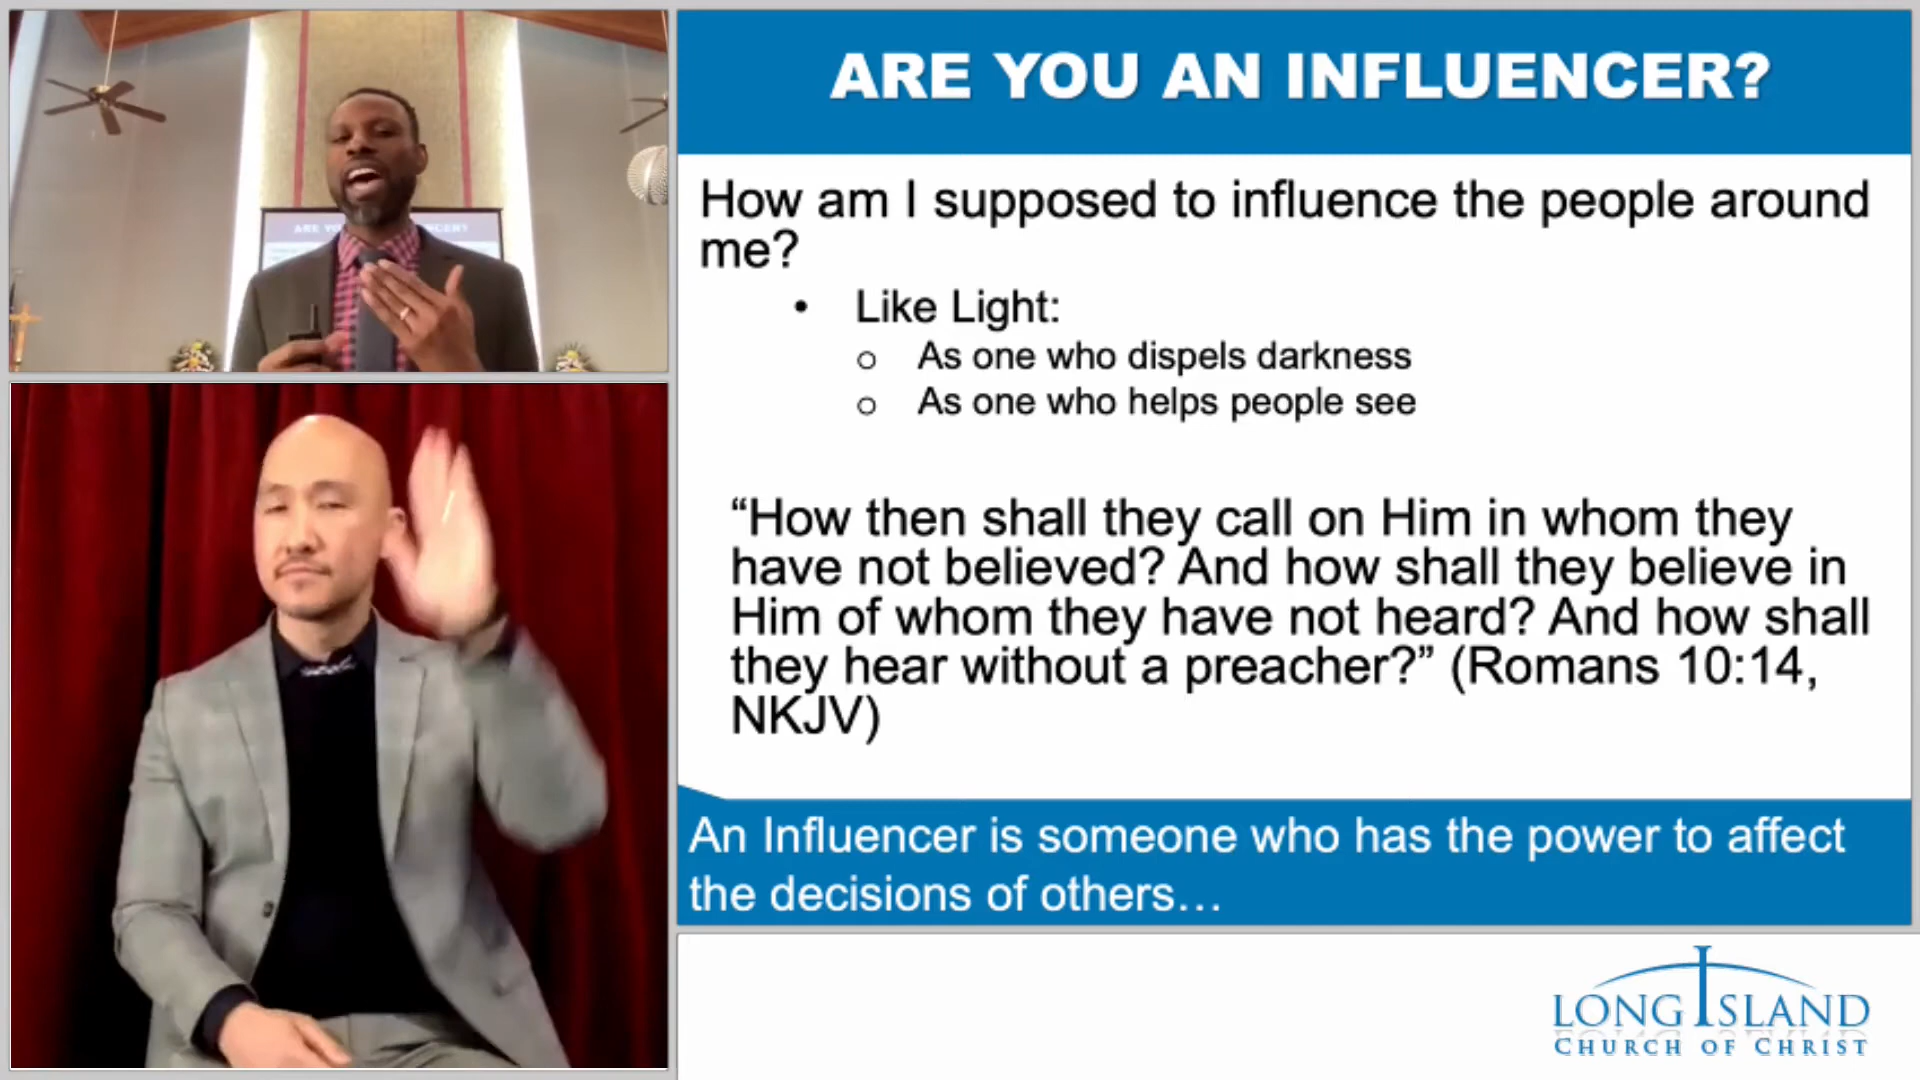 ARE YOU AN INFLUENCER?
How am I supposed to influence the people around
me?
• Like Light:
o As one who dispels darkness
o As one who helps people see
“How then shall they call on Him in whom they
have not believed? And how shall they believe in
Him of whom they have not heard? And how shall
they hear without a preacher?” (Romans 10:14,
NKJV)
An Influencer is someone who has the power to affect
the decisions of others…
LONG ISLAND
CHURCH OF CHRIST